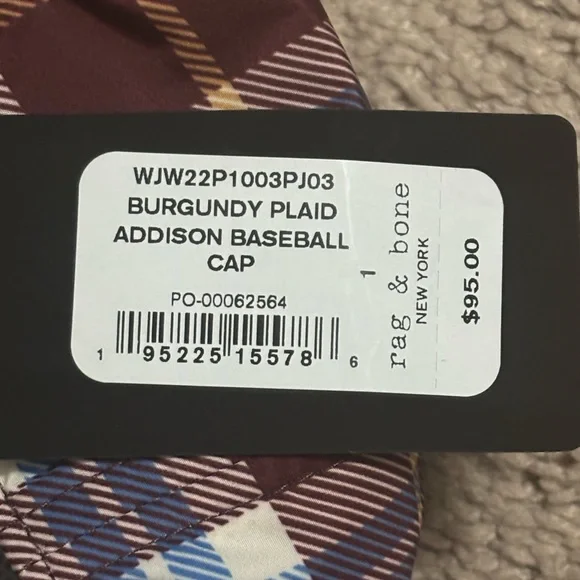 WJW22P1003PJ03
BURGUNDY PLAID
ADDISON BASEBALL
CAP
PO-00062564
1 95225 15578 6
1
rag & bone
NEW YORK
$95.00